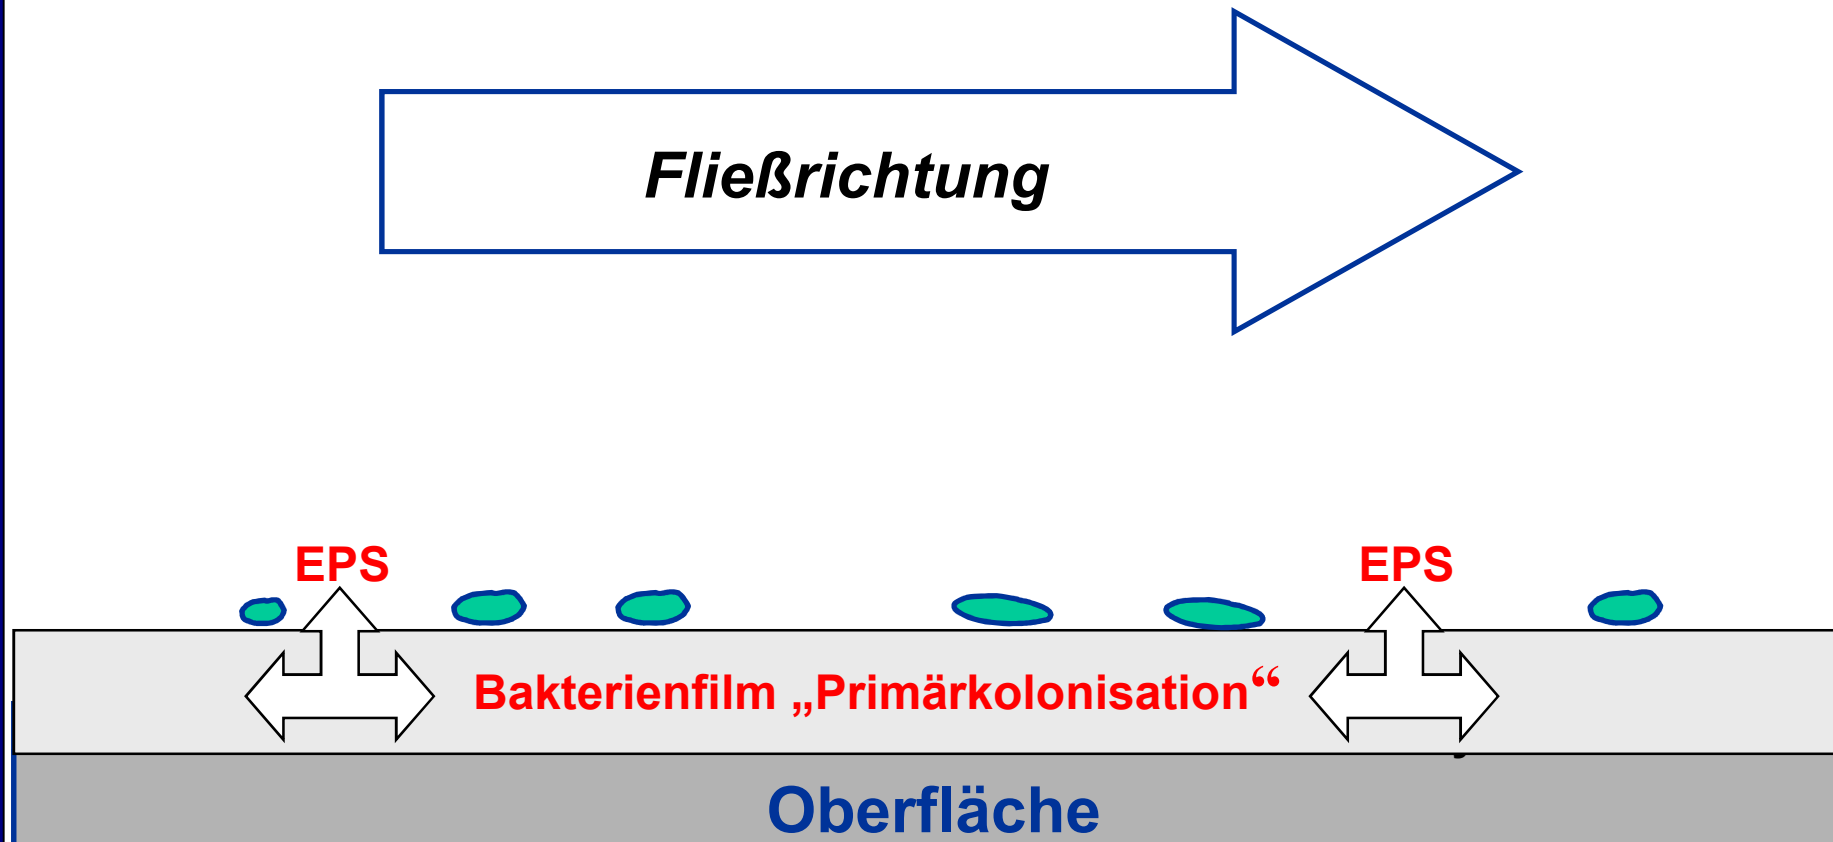 Fließrichtung
EPS EPS
Bakterienfilm „Primärkolonisation“
Oberfläche